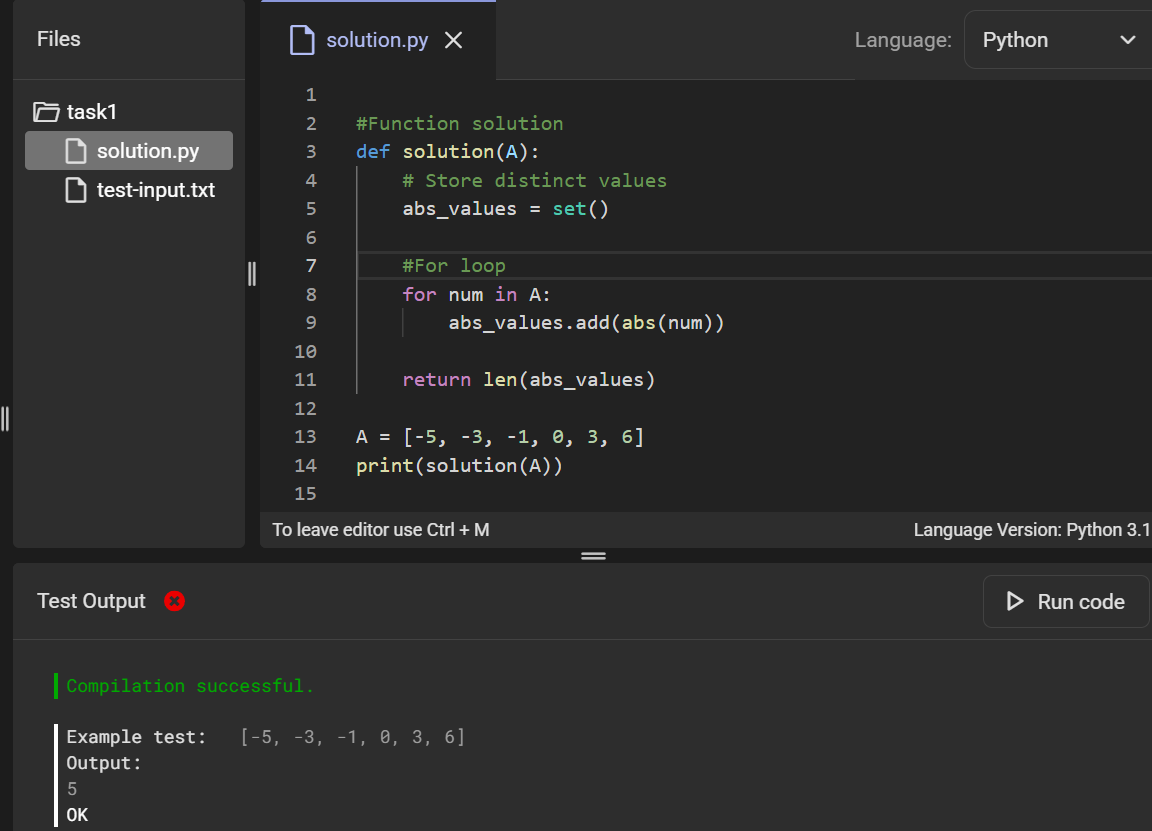 Files
task1
solution.py
test-input.txt
solution.py
Language: Python
1
2 #Function solution
3 def solution(A):
4     # Store distinct values
5     abs_values = set()
6
7     #For loop
8     for num in A:
9         abs_values.add(abs(num))
10
11     return len(abs_values)
12
13 A = [-5, -3, -1, 0, 3, 6]
14 print(solution(A))
15
To leave editor use Ctrl + M Language Version: Python 3.1
Test Output Run code
Compilation successful.
Example test: [-5, -3, -1, 0, 3, 6]
Output:
5
OK